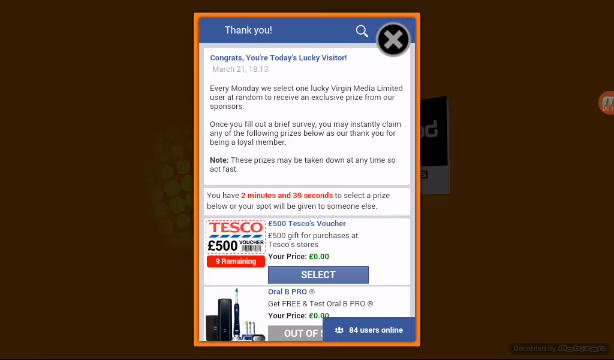 Thank you!
Congrats, You're Today's Lucky Visitor!
March 21, 18.13
Every Monday we select one lucky Virgin Media Limited
user at random to receive an exclusive prize from our
sponsors.
Once you fill out a brief survey, you may instantly claim
any of the following prizes below as our thank you for
being a loyal member.
Note: These prizes may be taken down at any time so
act fast.
You have 2 minutes and 39 seconds to select a prize
below or your spot will be given to someone else.
TESCO
£500 VOUCHER
9 Remaining
£500 Tesco's Voucher
£500 gift for purchases at
Tesco's stores
Your Price: £0.00
SELECT
Oral B PRO ®
Get FREE & Test Oral B PRO ®
Your Price: £0.00
OUT OF S
84 users online